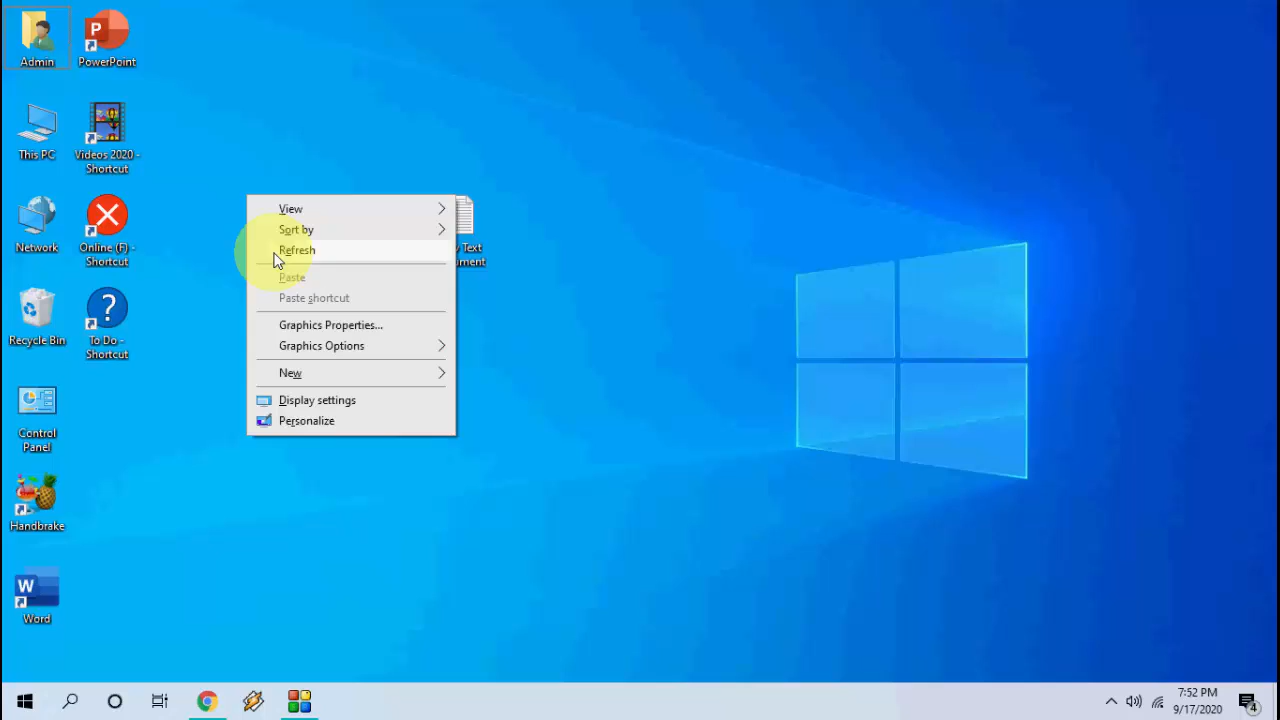 Admin
PowerPoint
This PC
Videos 2020 -
Shortcut
Network
Online (F) -
Shortcut
Recycle Bin
To Do -
Shortcut
Control
Panel
Handbrake
W
Word
P
View
Sort by
Refresh
Paste
Paste shortcut
Graphics Properties...
Graphics Options
New
Display settings
Personalize
Text
7:52 PM
9/17/2020
4